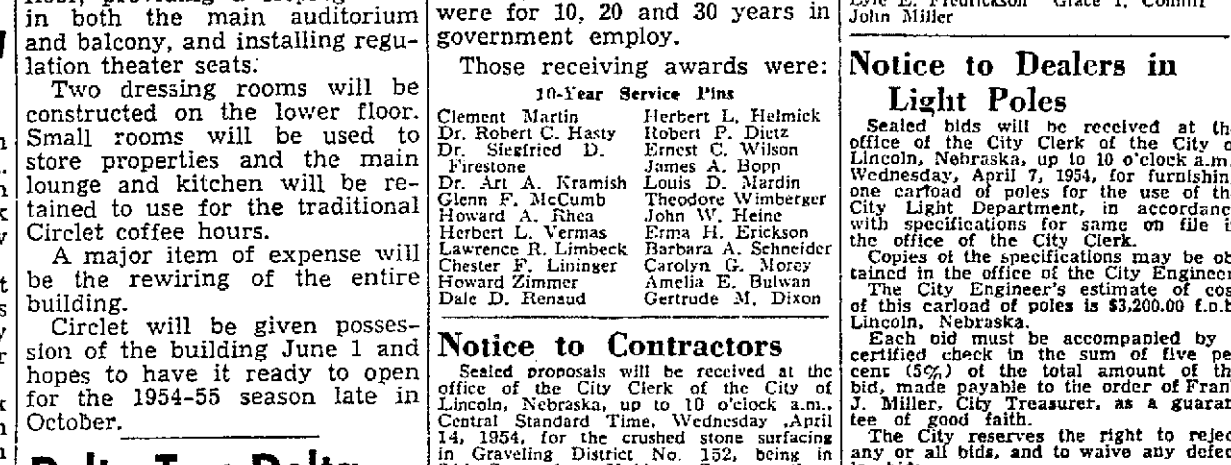 in both the main auditorium
and balcony, and installing regu-
lation theater seats.
Two dressing rooms will be
constructed on the lower floor.
Small rooms will be used to
store properties and the main
lounge and kitchen will be re-
tained to use for the traditional
Circlet coffee hours.
A major item of expense will
be the rewiring of the entire
building.
Circlet will be given posses-
sion of the building June 1 and
hopes to have it ready to open
for the 1954-55 season late in
October.
were for 10, 20 and 30 years in
government employ.
Those receiving awards were:
10-Year Service Pins
Clement Martin
Dr. Robert C. Hasty
Dr. Siegfried D.
Firestone
Dr. Art A. Kramish
Glenn F. McCumb
Howard A. Rhea
Herbert L. Vermas
Lawrence R. Limbeck
Chester F. Lininger
Howard Zimmer
Dale D. Renaud
Herbert L. Helmick
Robert P. Dietz
Ernest C. Wilson
James A. Bopp
Louis D. Mardin
Theodore Wimberger
John W. Heine
Erma H. Erickson
Barbara A. Schneider
Carolyn G. Morey
Amelia E. Bulwan
Gertrude M. Dixon
Notice to Contractors
Sealed proposals will be received at the
office of the City Clerk of the City of
Lincoln, Nebraska, up to 10 o'clock a.m.,
Central Standard Time, Wednesday ,April
14, 1954, for the crushed stone surfacing
in Graveling District No. 152, being in
John Miller
Notice to Dealers in
Light Poles
Sealed bids will be received at th
office of the City Clerk of the City o
Lincoln, Nebraska, up to 10 o'clock a.m.
Wednesday, April 7, 1954, for furnishin
one carload of poles for the use of th
City Light Department, in accordanc
with specifications for same on file i
the office of the City Clerk.
Copies of the specifications may be ob
tained in the office of the City Engineer
The City Engineer's estimate of cos
of this carload of poles is $3,200.00 f.o.b
Lincoln, Nebraska.
Each bid must be accompanied by
certified check in the sum of five pe
cent (5%) of the total amount of th
bid, made payable to the order of Fran
J. Miller, City Treasurer, as a guaran
tee of good faith.
The City reserves the right to rejec
any or all bids, and to waive any defec